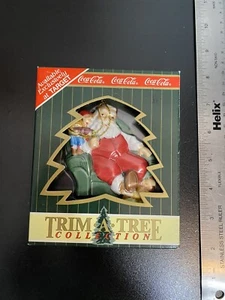 Available
Exclusively
at TARGET
Coca-Cola Coca-Cola Coca-Cola
TRIM-A-TREE
COLLECTION
Helix
STAINLESS STEEL RULER